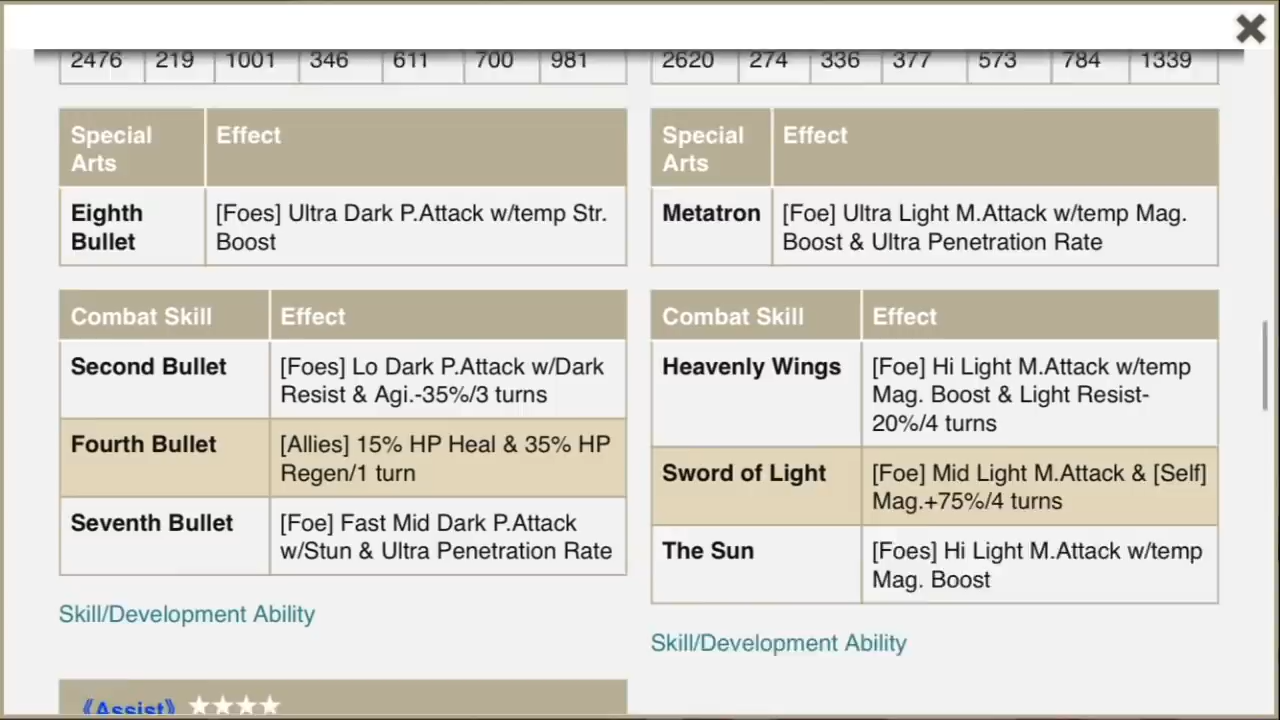 2476 219 1001 346 611 700 981
2620 274 336 377 573 784 1339
Special
Arts
Effect
Eighth
Bullet
[Foes] Ultra Dark P.Attack w/temp Str.
Boost
Special
Arts
Effect
Metatron
[Foe] Ultra Light M.Attack w/temp Mag.
Boost & Ultra Penetration Rate
Combat Skill
Effect
Second Bullet
[Foes] Lo Dark P.Attack w/Dark
Resist & Agi.-35%/3 turns
Fourth Bullet
[Allies] 15% HP Heal & 35% HP
Regen/1 turn
Seventh Bullet
[Foe] Fast Mid Dark P.Attack
w/Stun & Ultra Penetration Rate
Skill/Development Ability
Combat Skill
Effect
Heavenly Wings
[Foe] Hi Light M.Attack w/temp
Mag. Boost & Light Resist-
20%/4 turns
Sword of Light
[Foe] Mid Light M.Attack & [Self]
Mag.+75%/4 turns
The Sun
[Foes] Hi Light M.Attack w/temp
Mag. Boost
Skill/Development Ability
《Assist》 ★★★★